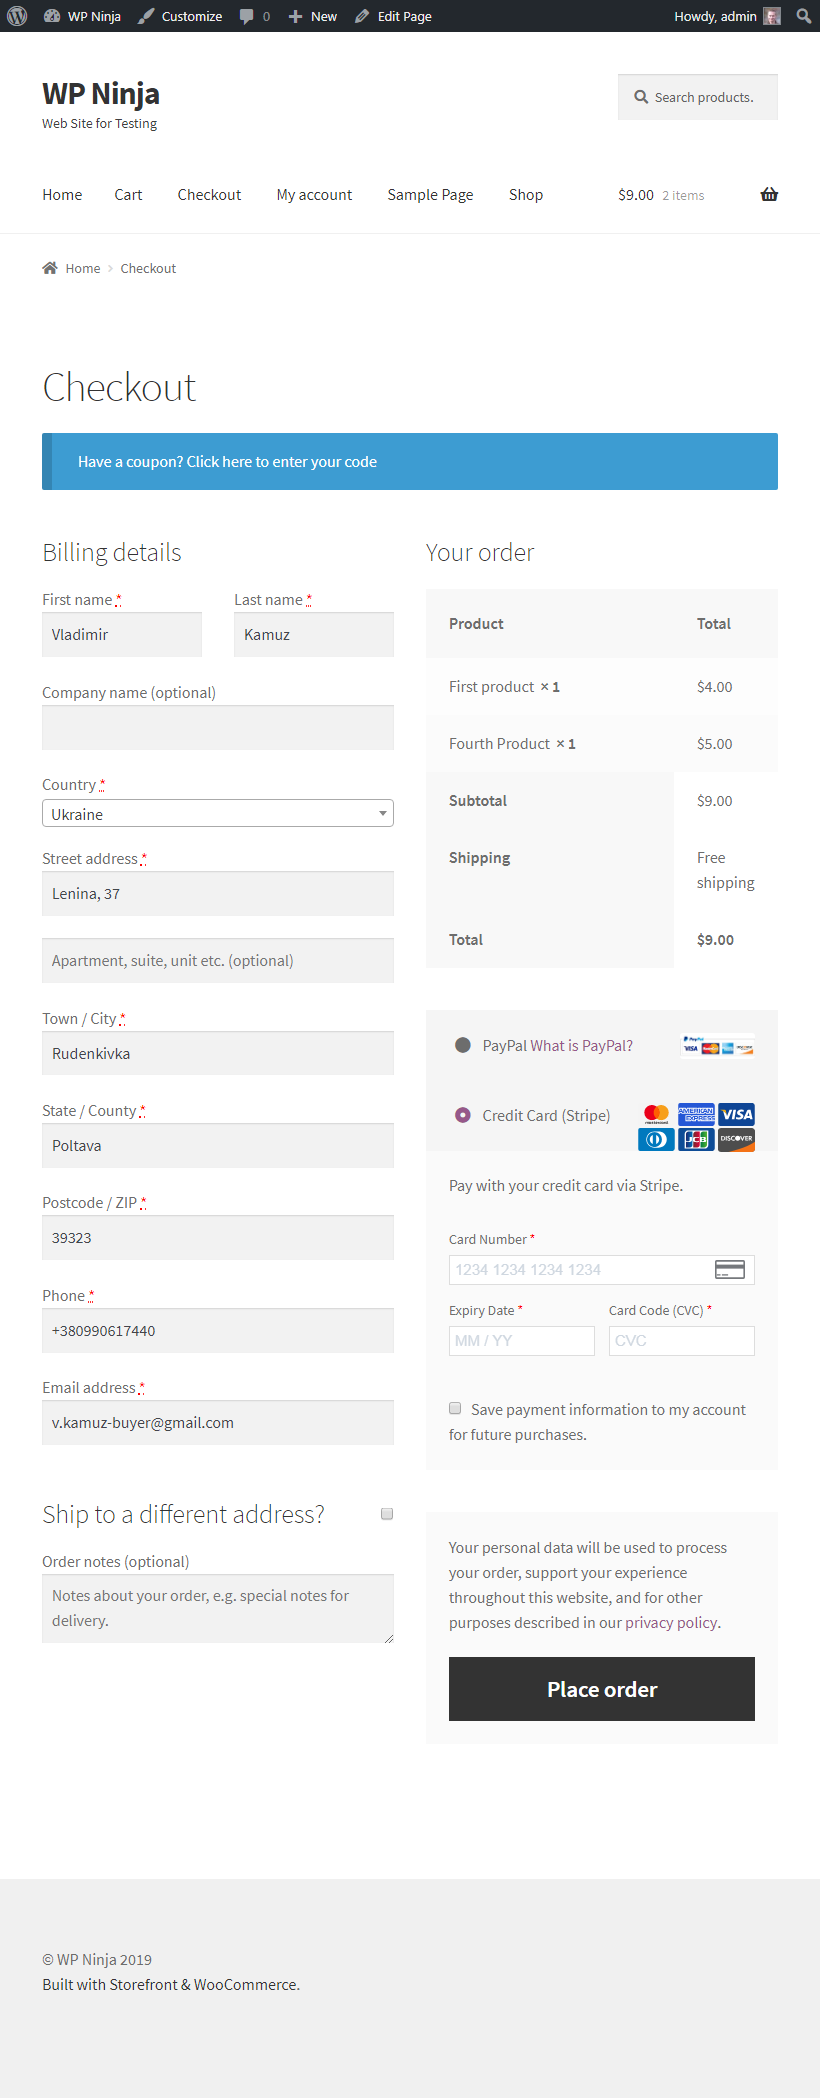 WP Ninja
Customize
0
New
Edit Page
Howdy, admin
WP Ninja
Web Site for Testing
Search products.
Home
Cart
Checkout
My account
Sample Page
Shop
$9.00 2 items
Home
Checkout
Checkout
Have a coupon? Click here to enter your code
Billing details
First name *
Last name *
Vladimir
Kamuz
Company name (optional)
Country *
Ukraine
Street address *
Lenina, 37
Apartment, suite, unit etc. (optional)
Town / City *
Rudenkivka
State / County *
Poltava
Postcode / ZIP *
39323
Phone *
+380990617440
Email address *
v.kamuz-buyer@gmail.com
Ship to a different address?
Order notes (optional)
Notes about your order, e.g. special notes for
delivery.
Your order
Product Total
First product × 1 $4.00
Fourth Product × 1 $5.00
Subtotal $9.00
Shipping Free
shipping
Total $9.00
PayPal What is PayPal?
PayPal
VISA
Credit Card (Stripe)
mastercard
AMERICAN
EXPRESS
VISA
JCB
DISCOVER
Pay with your credit card via Stripe.
Card Number *
1234 1234 1234 1234
Expiry Date *
Card Code (CVC) *
MM / YY
CVC
Save payment information to my account
for future purchases.
Your personal data will be used to process
your order, support your experience
throughout this website, and for other
purposes described in our privacy policy.
Place order
© WP Ninja 2019
Built with Storefront & WooCommerce.